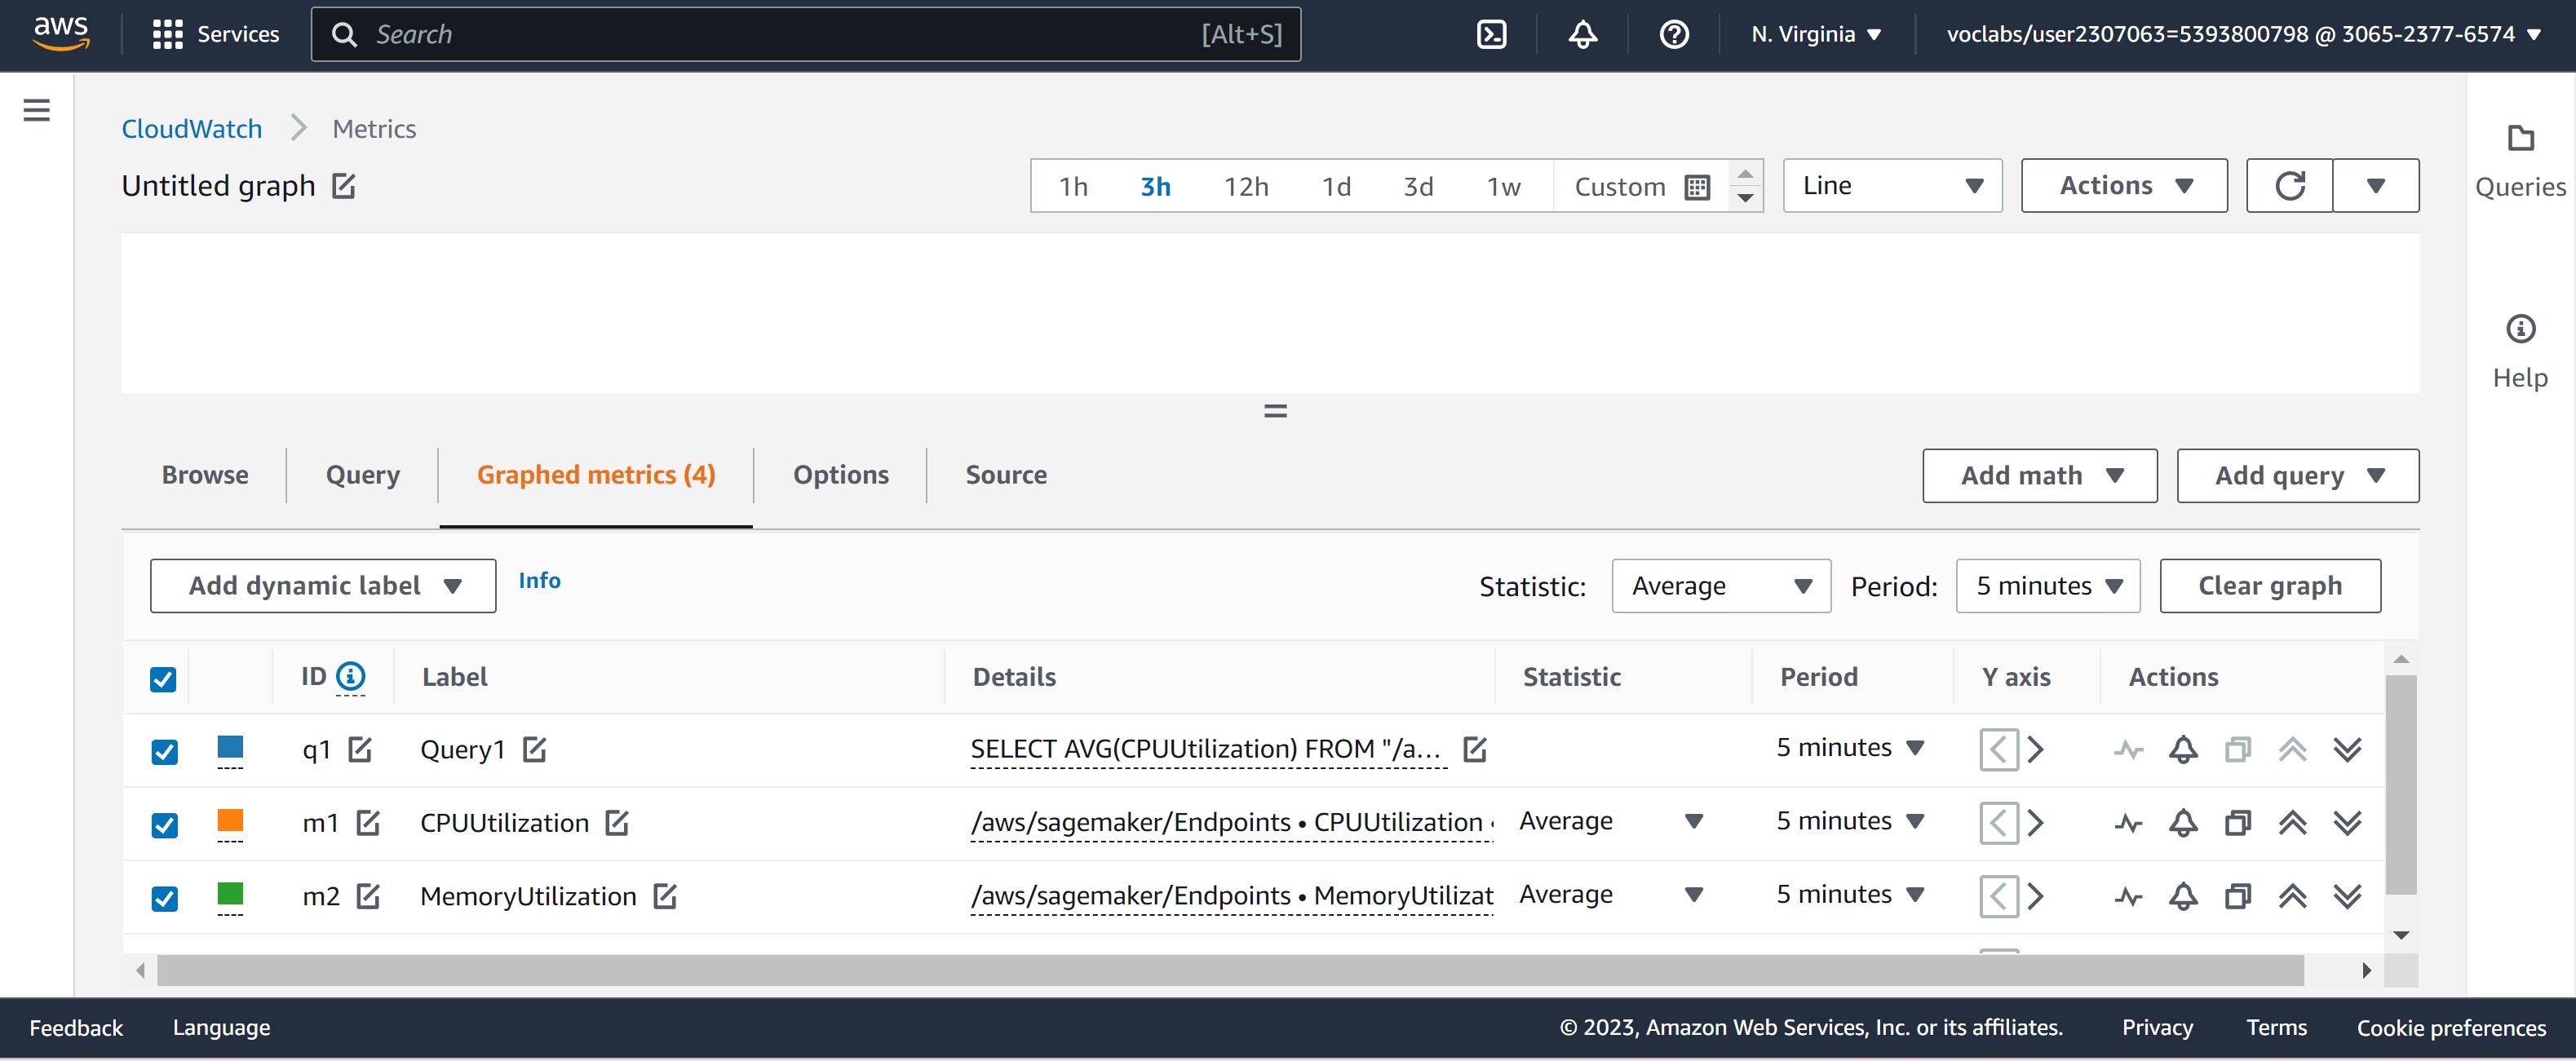 aws Services Search [Alt+S] N. Virginia voclabs/user2307063=5393800798 @ 3065-2377-6574
CloudWatch Metrics
Untitled graph 1h 3h 12h 1d 3d 1w Custom Line Actions
Queries
Help
Browse Query Graphed metrics (4) Options Source Add math Add query
Add dynamic label Info Statistic: Average Period: 5 minutes Clear graph
ID Label Details Statistic Period Y axis Actions
q1 Query1 SELECT AVG(CPUUtilization) FROM "/a... 5 minutes
m1 CPUUtilization /aws/sagemaker/Endpoints • CPUUtilization • Average 5 minutes
m2 MemoryUtilization /aws/sagemaker/Endpoints • MemoryUtilizat Average 5 minutes
Feedback Language © 2023, Amazon Web Services, Inc. or its affiliates. Privacy Terms Cookie preferences